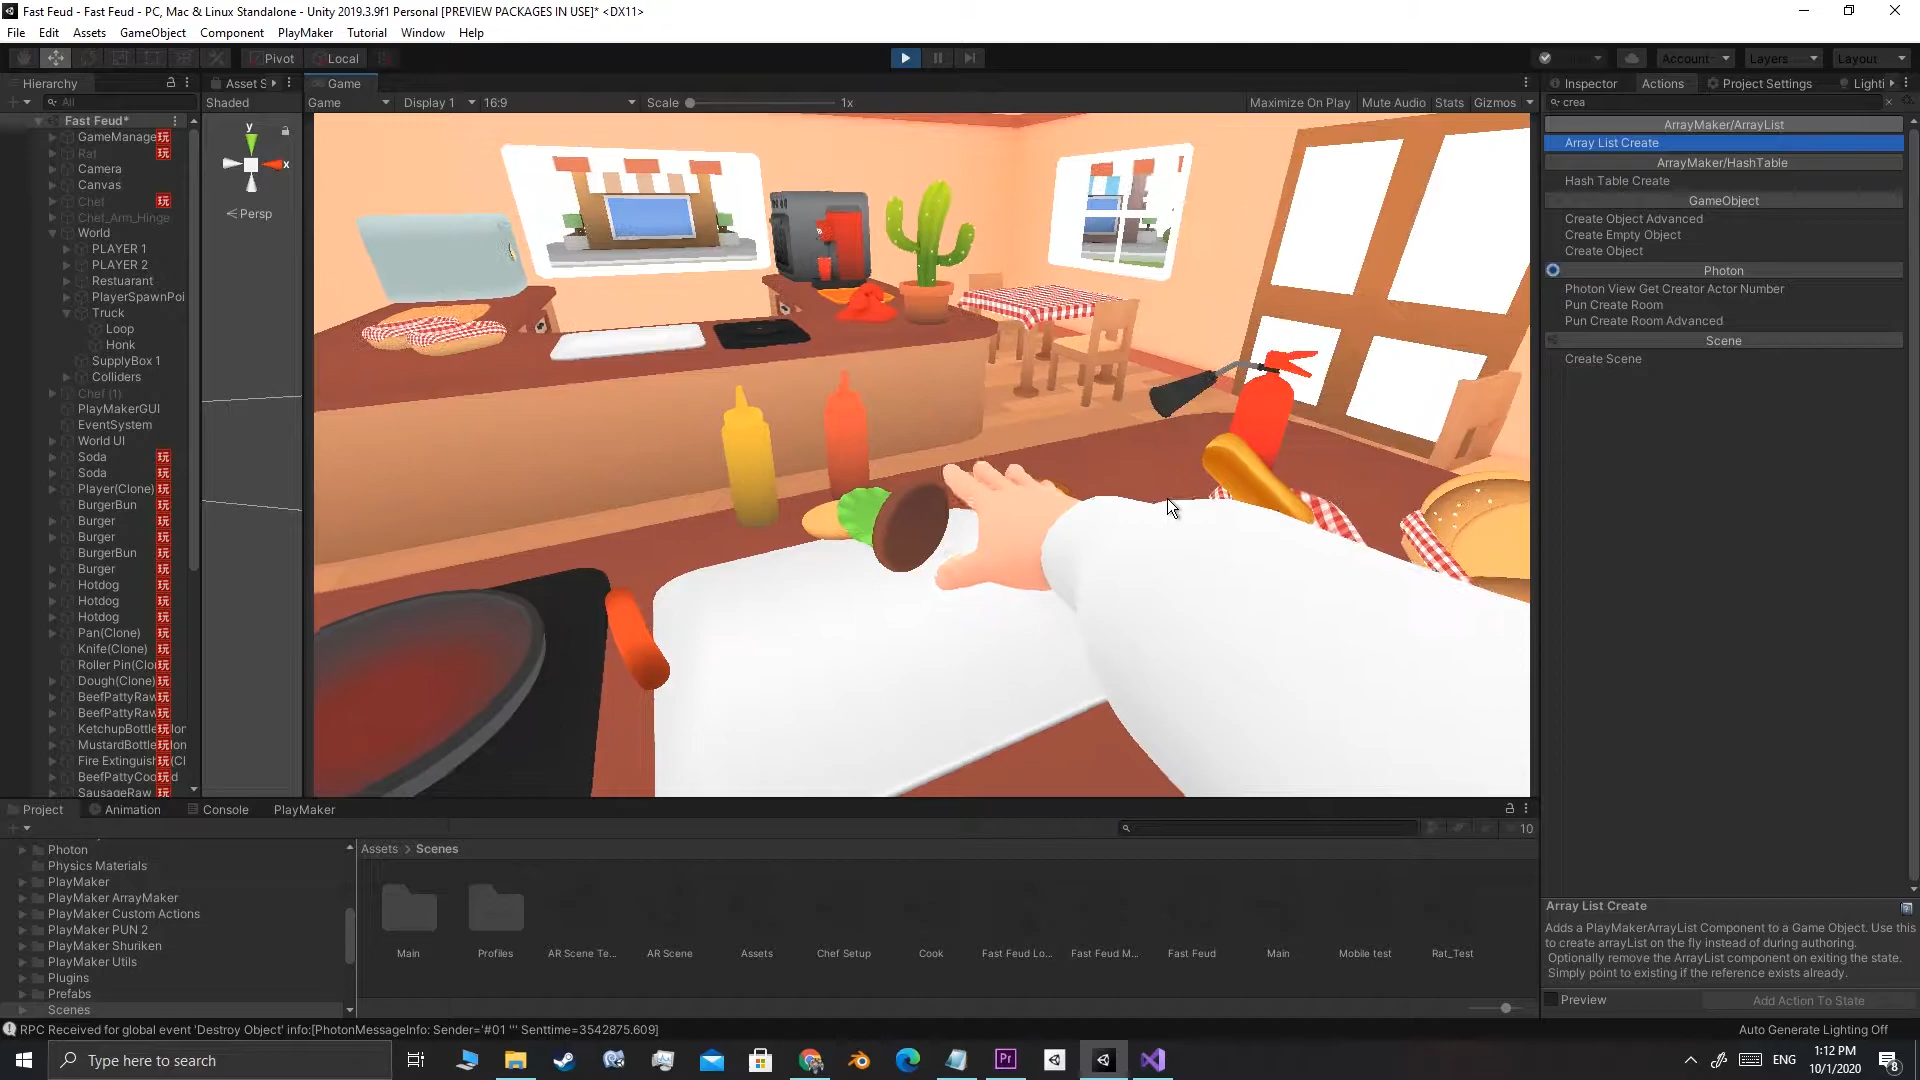 Fast Feud - Fast Feud - PC, Mac & Linux Standalone - Unity 2019.3.9f1 Personal [PREVIEW PACKAGES IN USE]* <DX11>
File Edit Assets GameObject Component PlayMaker Tutorial Window Help
Pivot Local Account Layers Layout
Hierarchy Asset S Game Inspector Actions Project Settings Lighti
All Shaded Game Display 1 16:9 Scale 1x Maximize On Play Mute Audio Stats Gizmos crea
Fast Feud*
GameManage
Rat
Camera
Canvas
Chef
Chef_Arm_Hinge
World
PLAYER 1
PLAYER 2
Restuarant
PlayerSpawnPoi
Truck
Loop
Honk
SupplyBox 1
Colliders
Chef (1)
PlayMakerGUI
EventSystem
World UI
Soda
Soda
Player(Clone)
BurgerBun
Burger
Burger
BurgerBun
Burger
Hotdog
Hotdog
Hotdog
Pan(Clone)
Knife(Clone)
Roller Pin(Clo
Dough(Clone)
BeefPattyRaw
BeefPattyRaw
KetchupBottle
MustardBottle
Fire Extinguish
BeefPattyCoo
SausageRaw
y
x
Persp
ArrayMaker/ArrayList
Array List Create
ArrayMaker/HashTable
Hash Table Create
GameObject
Create Object Advanced
Create Empty Object
Create Object
Photon
Photon View Get Creator Actor Number
Pun Create Room
Pun Create Room Advanced
Scene
Create Scene
Project Animation Console PlayMaker
10
Photon
Physics Materials
PlayMaker
PlayMaker ArrayMaker
PlayMaker Custom Actions
PlayMaker PUN 2
PlayMaker Shuriken
PlayMaker Utils
Plugins
Prefabs
Scenes
Assets > Scenes
Main Profiles AR Scene Te... AR Scene Assets Chef Setup Cook Fast Feud Lo... Fast Feud M... Fast Feud Main Mobile test Rat_Test
Array List Create
Adds a PlayMakerArrayList Component to a Game Object. Use this
to create arrayList on the fly instead of during authoring.
Optionally remove the ArrayList component on exiting the state.
Simply point to existing if the reference exists already.
Preview Add Action To State
RPC Received for global event 'Destroy Object' info:[PhotonMessageInfo: Sender='#01 ''' Senttime=3542875.609]
Auto Generate Lighting Off
Type here to search
Pr
ENG
1:12 PM
10/1/2020
8